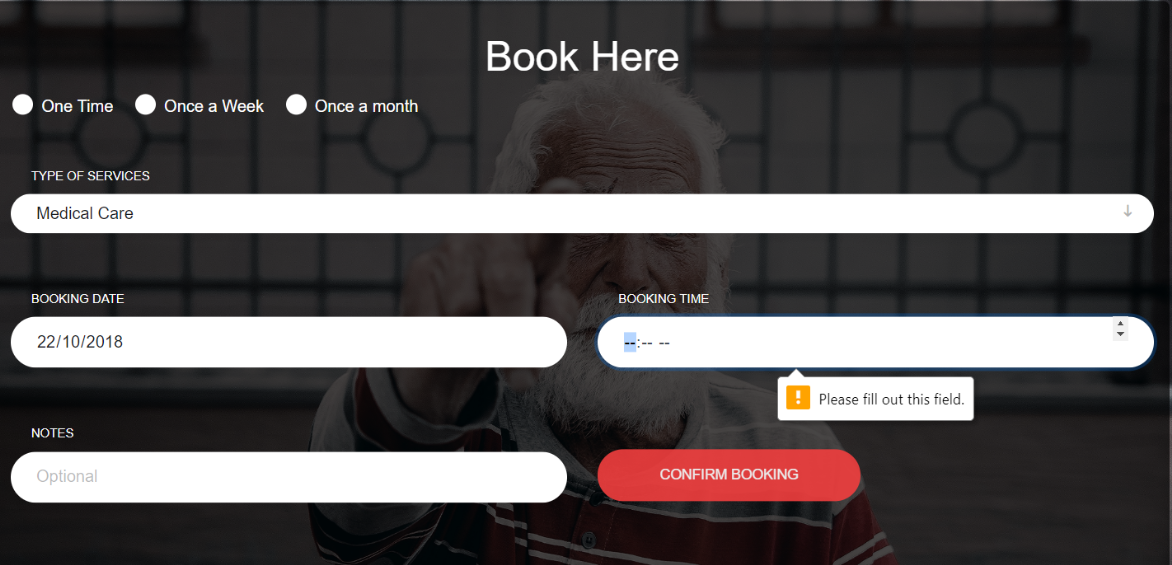 Book Here
One Time Once a Week Once a month
TYPE OF SERVICES
Medical Care
BOOKING DATE BOOKING TIME
22/10/2018 --:-- --
! Please fill out this field.
NOTES
Optional CONFIRM BOOKING